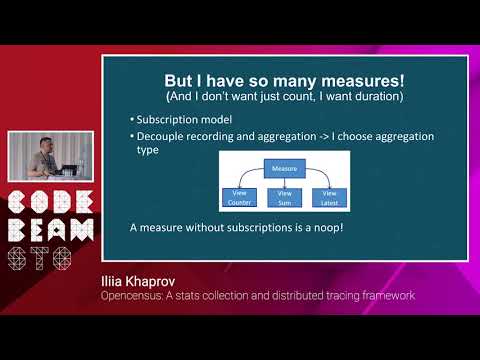 But I have so many measures!
(And I don't want just count, I want duration)
• Subscription model
• Decouple recording and aggregation -> I choose aggregation
type
Measure
View
Counter
View
Sum
View
Latest
A measure without subscriptions is a noop!
CODE
BEAM
STO
Iliia Khaprov
Opencensus: A stats collection and distributed tracing framework